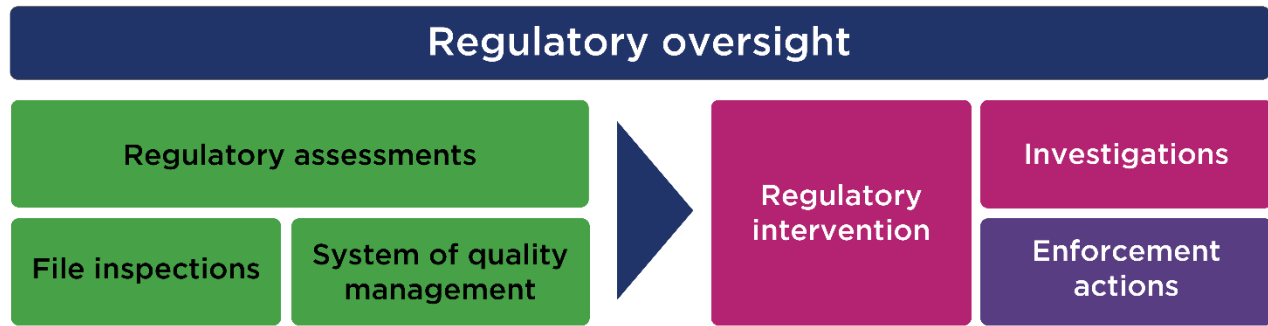 Regulatory oversight
Regulatory assessments
File inspections
System of quality
management
Regulatory
intervention
Investigations
Enforcement
actions